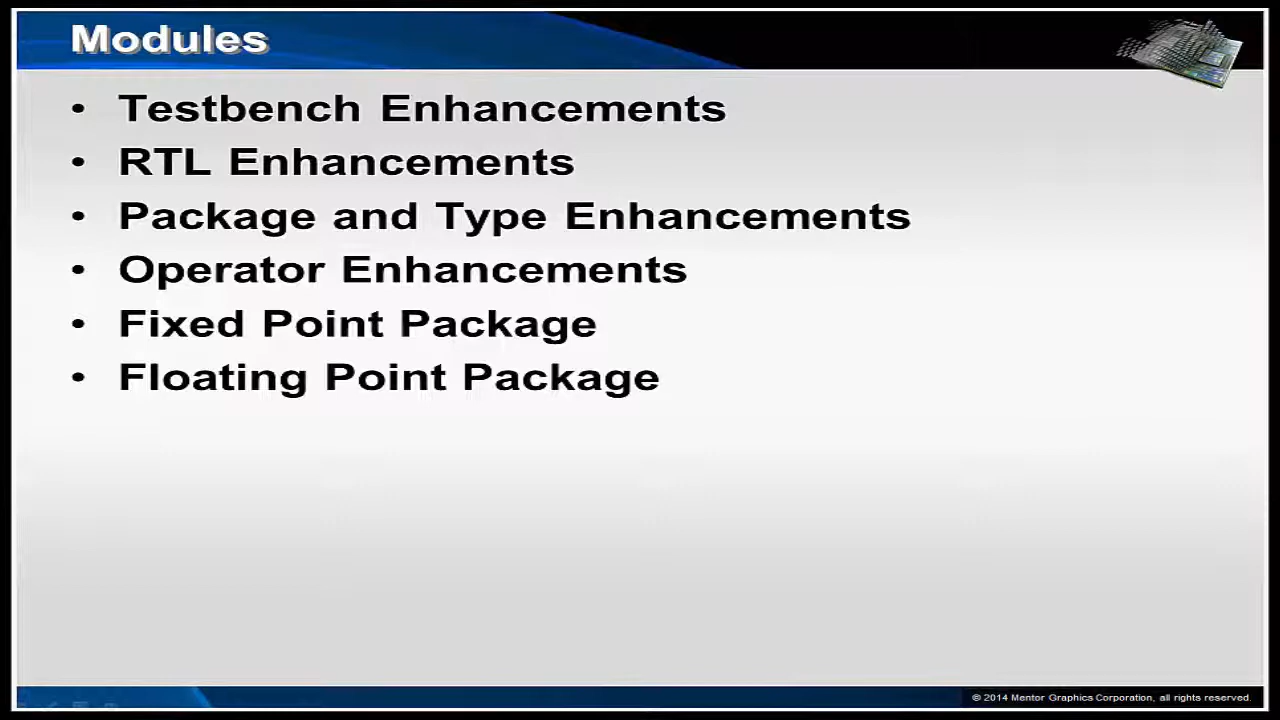 Modules
• Testbench Enhancements
• RTL Enhancements
• Package and Type Enhancements
• Operator Enhancements
• Fixed Point Package
• Floating Point Package
© 2014 Mentor Graphics Corporation, all rights reserved.